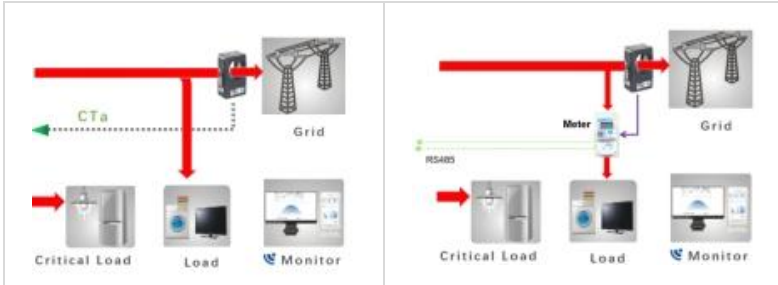 CTa
Grid
Critical Load
Load
Monitor
Meter
Grid
RS485
Critical Load
Load
Monitor